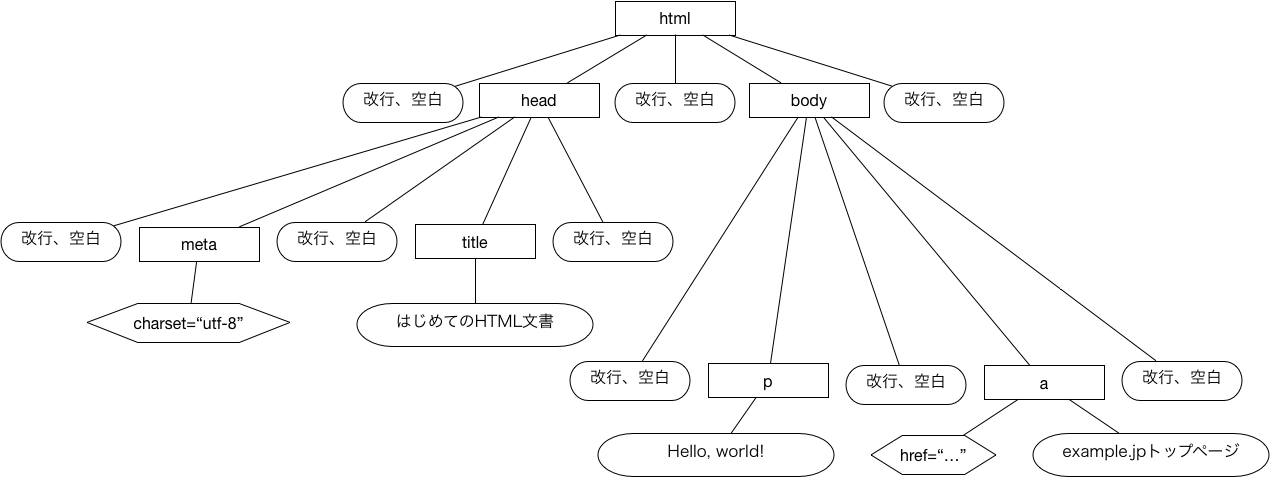 html
改行、空白
head
改行、空白
body
改行、空白
改行、空白
meta
改行、空白
title
改行、空白
charset=“utf-8”
はじめてのHTML文書
改行、空白
p
改行、空白
a
改行、空白
Hello, world!
href=“…”
example.jpトップページ